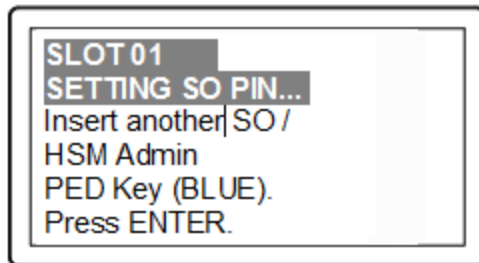 SLOT 01
SETTING SO PIN...
Insert another SO /
HSM Admin
PED Key (BLUE).
Press ENTER.